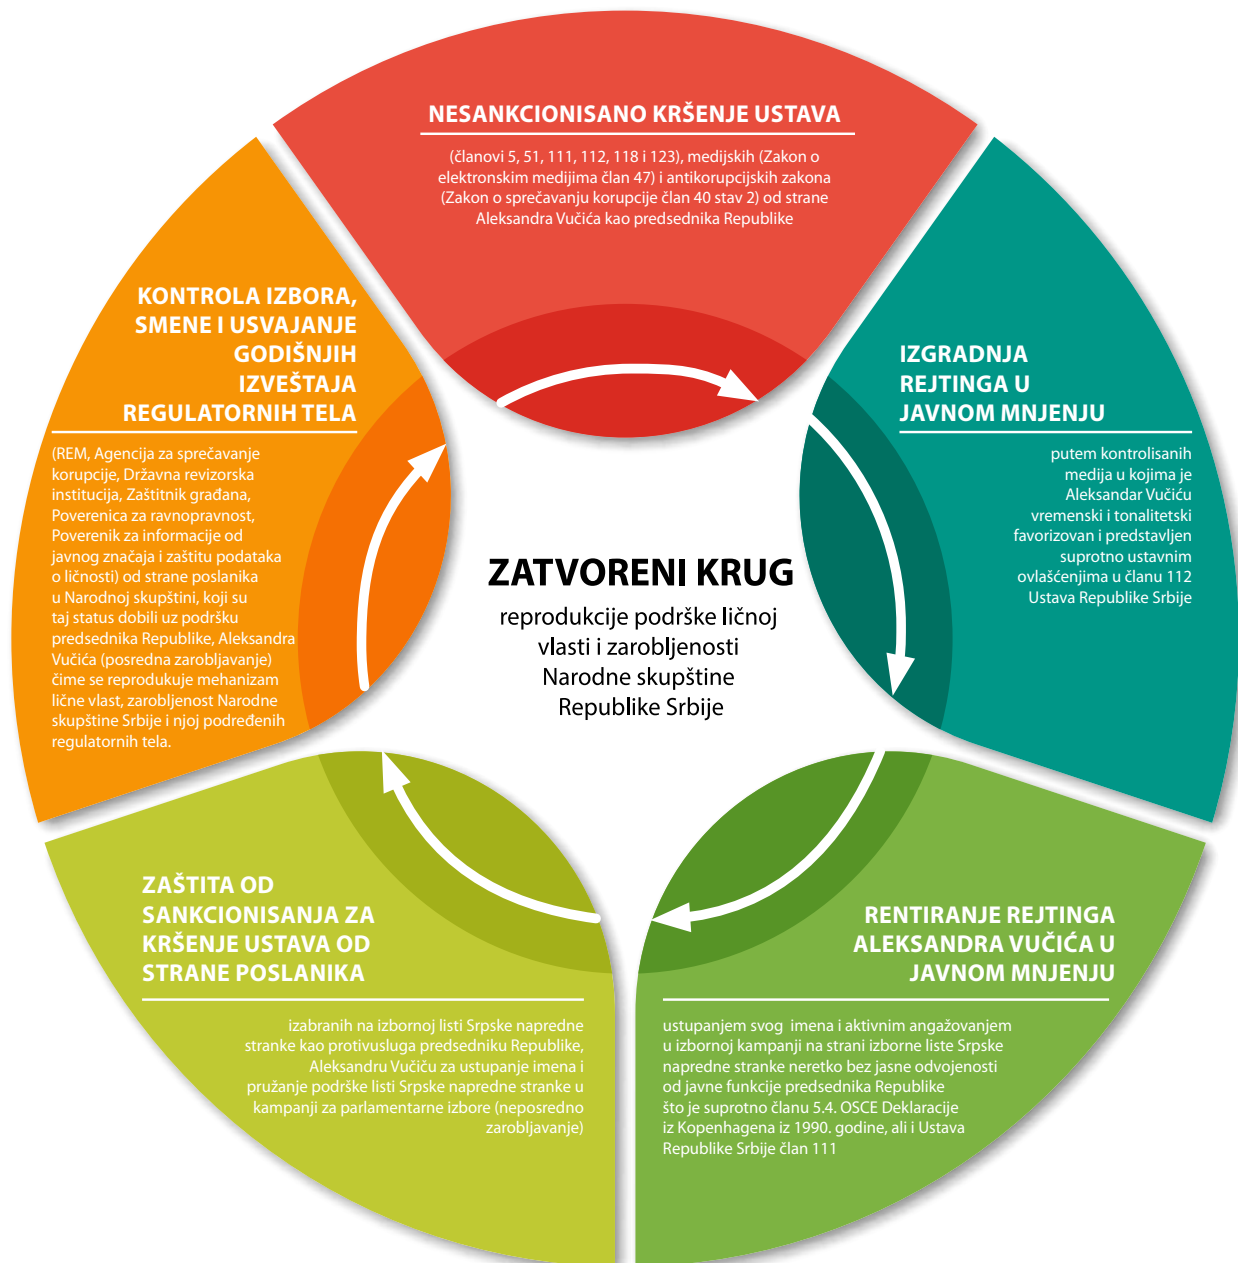 NESANKCIONISANO KRŠENJE USTAVA
(članovi 5, 51, 111, 112, 118 i 123), medijskih (Zakon o
elektronskim medijima član 47) i antikorupcijskih zakona
(Zakon o sprečavanju korupcije član 40 stav 2) od strane
Aleksandra Vučića kao predsednika Republike
IZGRADNJA
REJTINGA U
JAVNOM MNJENJU
putem kontrolisanih
medija u kojima je
Aleksandar Vučiću
vremenski i tonalitetski
favorizovan i predstavljen
suprotno ustavnim
ovlašćenjima u članu 112
Ustava Republike Srbije
RENTIRANJE REJTINGA
ALEKSANDRA VUČIĆA U
JAVNOM MNJENJU
ustupanjem svog imena i aktivnim angažovanjem
u izbornoj kampanji na strani izborne liste Srpske
napredne stranke neretko bez jasne odvojenosti
od javne funkcije predsednika Republike
što je suprotno članu 5.4. OSCE Deklaracije
iz Kopenhagena iz 1990. godine, ali i Ustava
Republike Srbije član 111
ZAŠTITA OD
SANKCIONISANJA ZA
KRŠENJE USTAVA OD
STRANE POSLANIKA
izabranih na izbornoj listi Srpske napredne
stranke kao protivusluga predsedniku Republike,
Aleksandru Vučiču za ustupanje imena i
pružanje podrške listi Srpske napredne stranke u
kampanji za parlamentarne izbore (neposredno
zarobljavanje)
KONTROLA IZBORA,
SMENE I USVAJANJE
GODIŠNJIH
IZVEŠTAJA
REGULATORNIH TELA
(REM, Agencija za sprečavanje
korupcije, Državna revizorska
institucija, Zaštitnik građana,
Poverenica za ravnopravnost,
Poverenik za informacije od
javnog značaja i zaštitu podataka
o ličnosti) od strane poslanika
u Narodnoj skupštini, koji su
taj status dobili uz podršku
predsednika Republike, Aleksandra
Vučića (posredna zarobljavanje)
čime se reprodukuje mehanizam
lične vlast, zarobljenost Narodne
skupštine Srbije i njoj podređenih
regulatornih tela.
ZATVORENI KRUG
reprodukcije podrške ličnoj
vlasti i zarobljenosti
Narodne skupštine
Republike Srbije